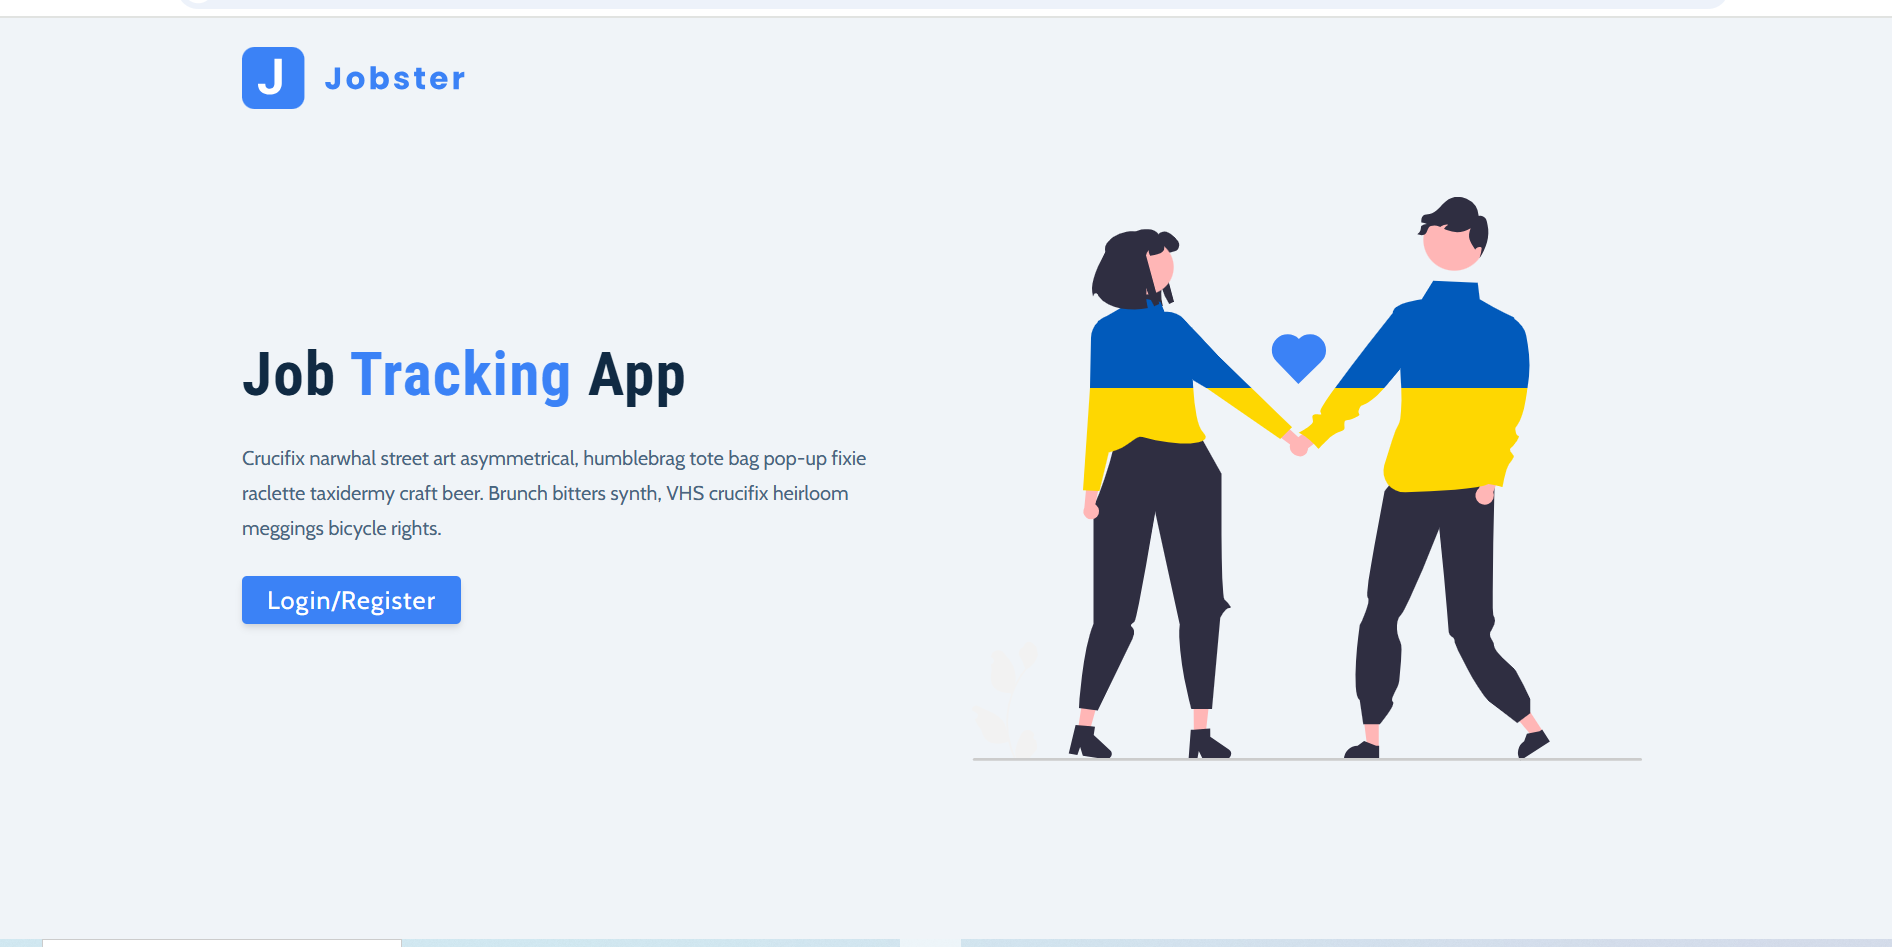 J
Jobster
Job Tracking App
Crucifix narwhal street art asymmetrical, humblebrag tote bag pop-up fixie
raclette taxidermy craft beer. Brunch bitters synth, VHS crucifix heirloom
meggings bicycle rights.
Login/Register